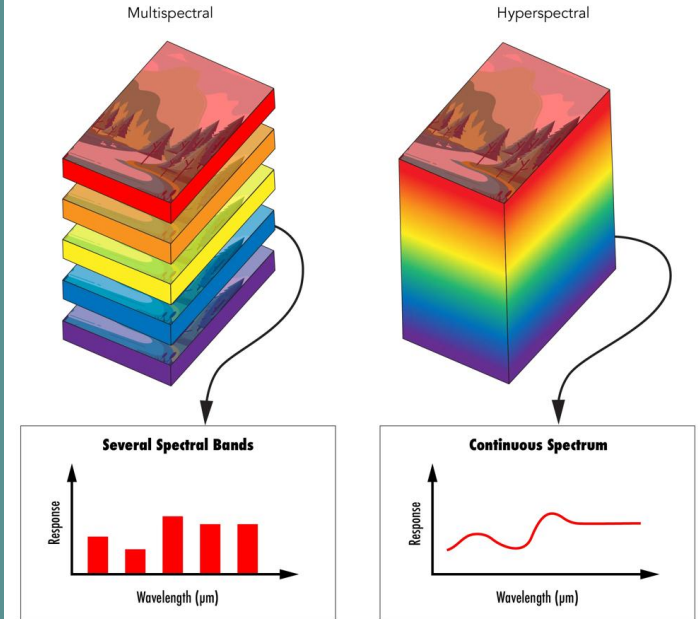 Multispectral
Hyperspectral
Several Spectral Bands
Response
Wavelength (µm)
Continuous Spectrum
Response
Wavelength (µm)